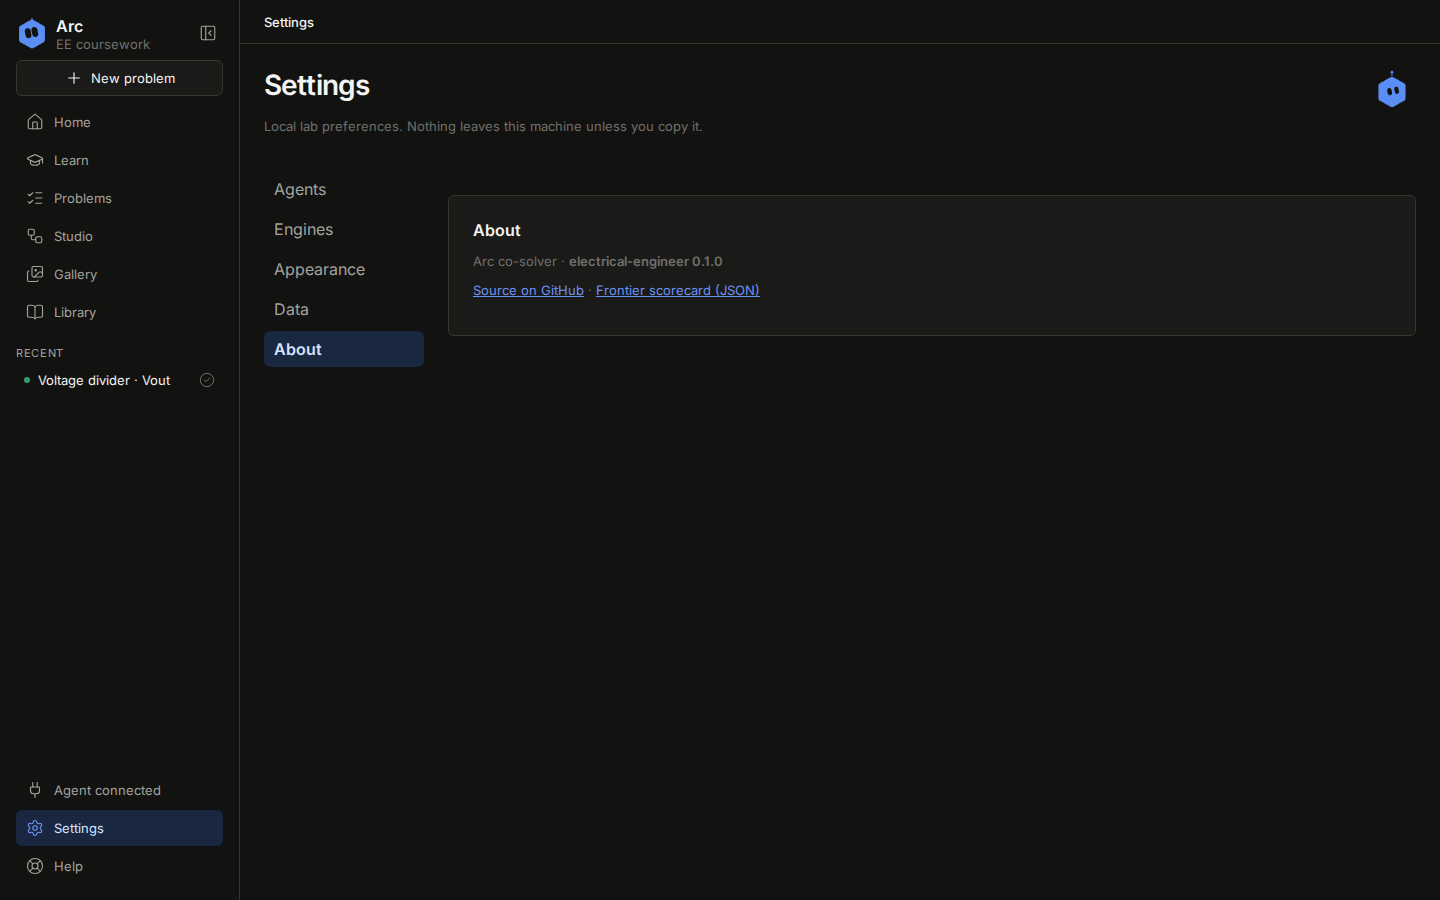 Arc
EE coursework
New problem
Home
Learn
Problems
Studio
Gallery
Library
RECENT
Voltage divider · Vout
Agent connected
Settings
Help
Settings
Settings
Local lab preferences. Nothing leaves this machine unless you copy it.
Agents
Engines
Appearance
Data
About
About
Arc co-solver · electrical-engineer 0.1.0
Source on GitHub · Frontier scorecard (JSON)